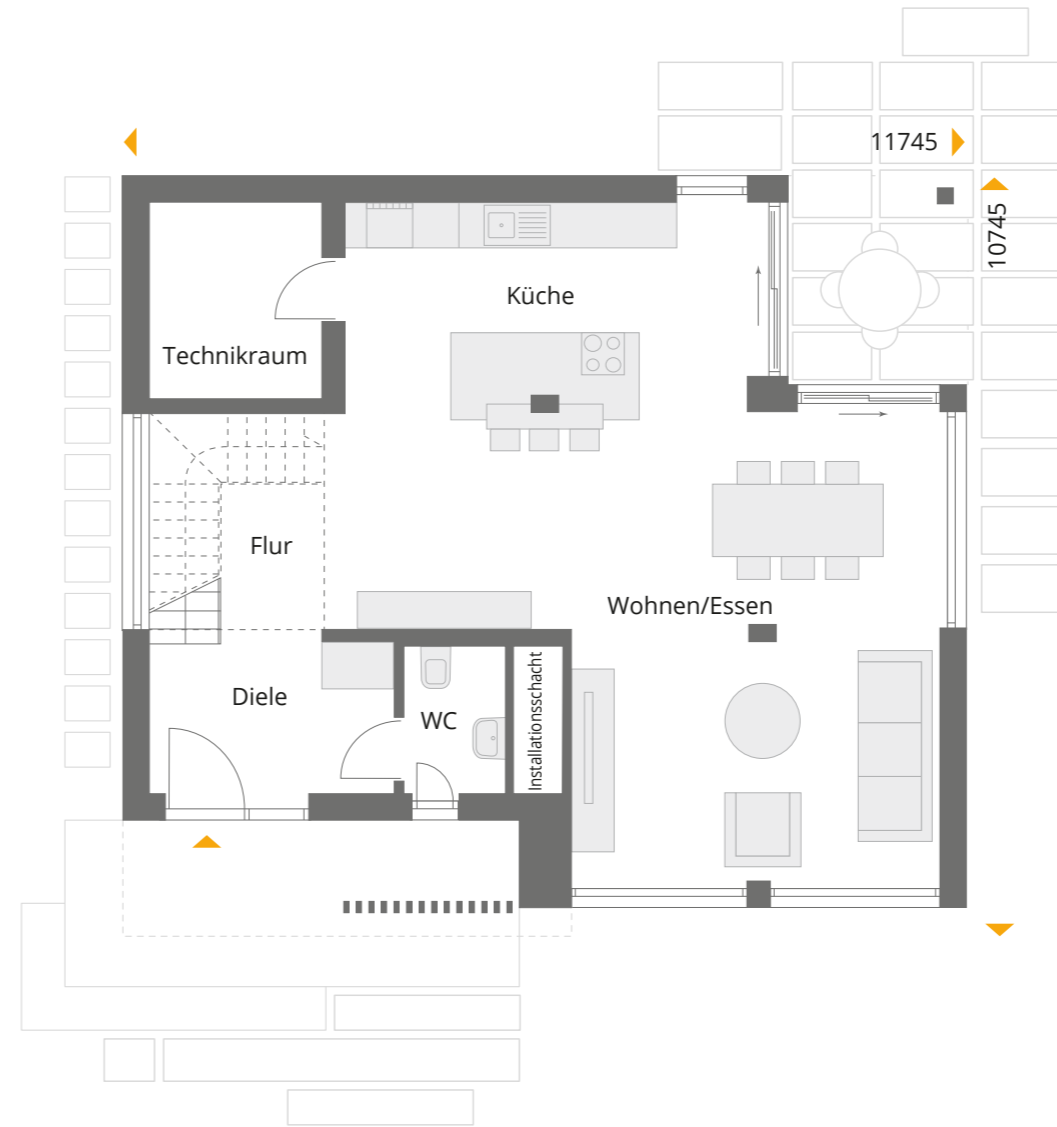 11745
10745
Küche
Technikraum
Flur
Wohnen/Essen
Diele
WC
Installationsschacht